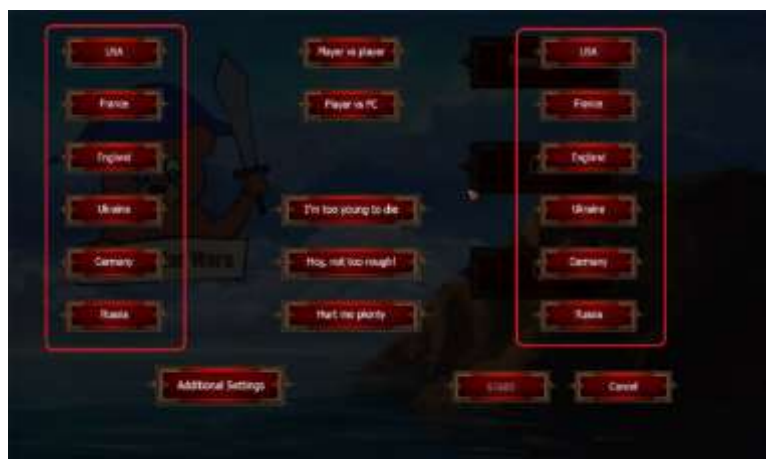 USA
France
England
Ukraine
Germany
Russia
Player vs player
Player vs PC
I'm too young to die
Hey, not too rough!
Hurt me plenty
USA
France
England
Ukraine
Germany
Russia
Additional Settings
Cancel